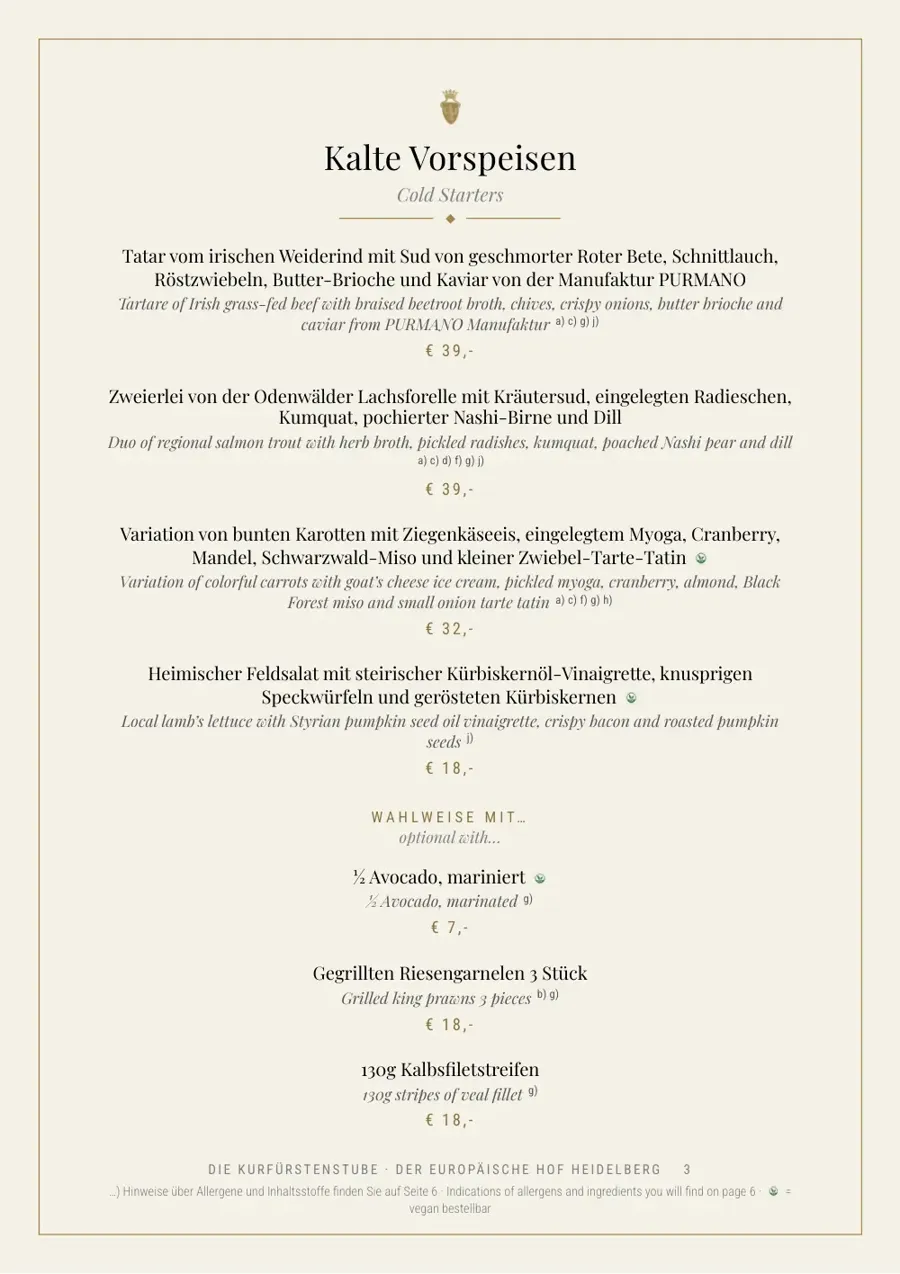 Kalte Vorspeisen
Cold Starters
Tatar vom irischen Weiderind mit Sud von geschmorter Roter Bete, Schnittlauch,
Röstzwiebeln, Butter-Brioche und Kaviar von der Manufaktur PURMANO
Tartare of Irish grass-fed beef with braised beetroot broth, chives, crispy onions, butter brioche and
caviar from PURMANO Manufaktur a) c) g) j)
€ 39,-
Zweierlei von der Odenwälder Lachsforelle mit Kräutersud, eingelegten Radieschen,
Kumquat, pochierter Nashi-Birne und Dill
Duo of regional salmon trout with herb broth, pickled radishes, kumquat, poached Nashi pear and dill
a) c) d) f) g) j)
€ 39,-
Variation von bunten Karotten mit Ziegenkäseeis, eingelegtem Myoga, Cranberry,
Mandel, Schwarzwald-Miso und kleiner Zwiebel-Tarte-Tatin
Variation of colorful carrots with goat's cheese ice cream, pickled myoga, cranberry, almond, Black
Forest miso and small onion tarte tatin a) c) f) g) h)
€ 32,-
Heimischer Feldsalat mit steirischer Kürbiskernöl-Vinaigrette, knusprigen
Speckwürfeln und gerösteten Kürbiskernen
Local lamb's lettuce with Styrian pumpkin seed oil vinaigrette, crispy bacon and roasted pumpkin
seeds j)
€ 18,-
WAHLWEISE MIT…
optional with…
½ Avocado, mariniert
½ Avocado, marinated g)
€ 7,-
Gegrillten Riesengarnelen 3 Stück
Grilled king prawns 3 pieces b) g)
€ 18,-
130g Kalbsfiletstreifen
130g stripes of veal fillet g)
€ 18,-
DIE KURFÜRSTENSTUBE · DER EUROPÄISCHE HOF HEIDELBERG 3
…) Hinweise über Allergene und Inhaltsstoffe finden Sie auf Seite 6 · Indications of allergens and ingredients you will find on page 6 · =
vegan bestellbar